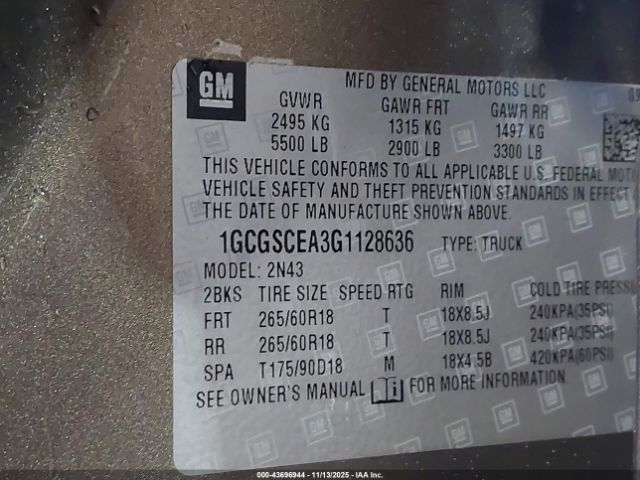 GM
MFD BY GENERAL MOTORS LLC
GVWR GAWR FRT GAWR RR
2495 KG 1315 KG 1497 KG
5500 LB 2900 LB 3300 LB
THIS VEHICLE CONFORMS TO ALL APPLICABLE U.S. FEDERAL MOTO
VEHICLE SAFETY AND THEFT PREVENTION STANDARDS IN EFFECT
THE DATE OF MANUFACTURE SHOWN ABOVE.
1GCGSCEA3G1128636 TYPE: TRUCK
MODEL: 2N43
2BKS TIRE SIZE SPEED RTG RIM COLD TIRE PRESSU
FRT 265/60R18 T 18X8.5J 240KPA(35PSI)
RR 265/60R18 T 18X8.5J 240KPA(35PSI)
SPA T175/90D18 M 18X4.5B 420KPA(60PSI)
SEE OWNER'S MANUAL i FOR MORE INFORMATION
000-43696944 | 11/13/2025 - IAA Inc.